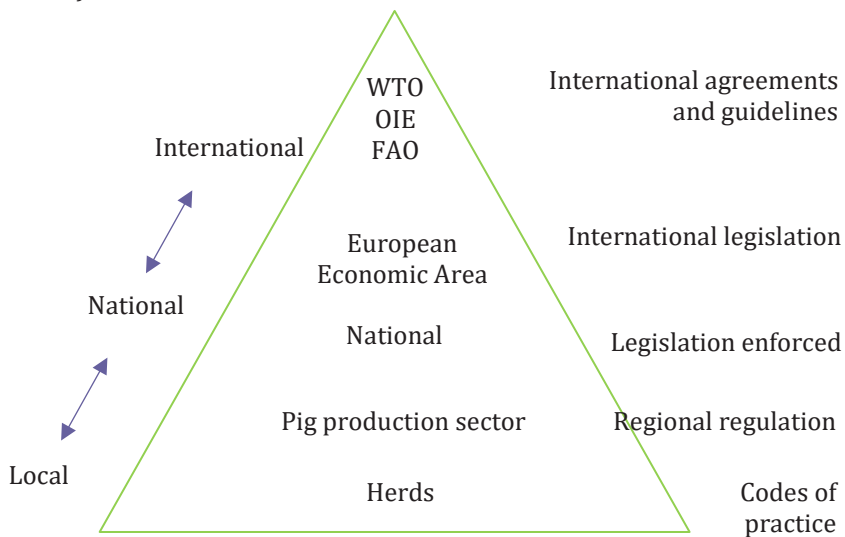 WTO
OIE
FAO
International agreements
and guidelines
International
European
Economic Area
International legislation
National
National
Legislation enforced
Pig production sector
Regional regulation
Local
Herds
Codes of
practice